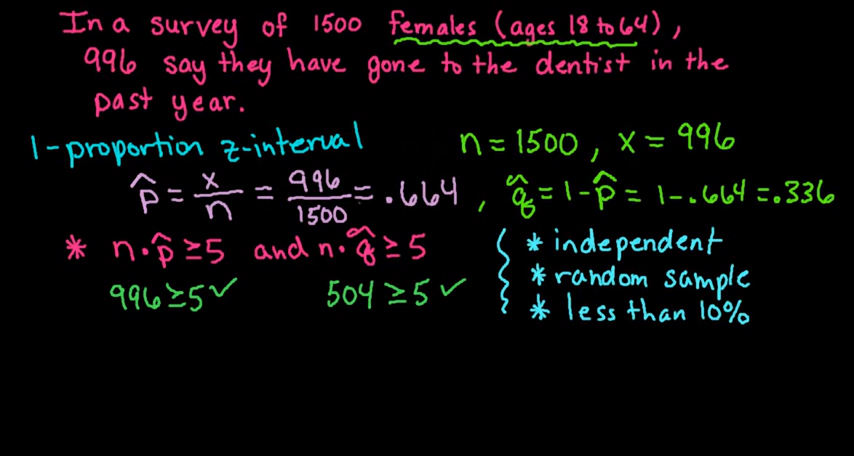 In a survey of 1500 females (ages 18 to 64),
996 say they have gone to the dentist in the
past year.
1-proportion z-interval
n = 1500, x = 996
p̂ = x/n = 996/1500 = .664, q̂ = 1 - p̂ = 1 - .664 = .336
* n·p̂ ≥ 5 and n·q̂ ≥ 5
996 ≥ 5 ✓ 504 ≥ 5 ✓
* independent
* random sample
* less than 10%